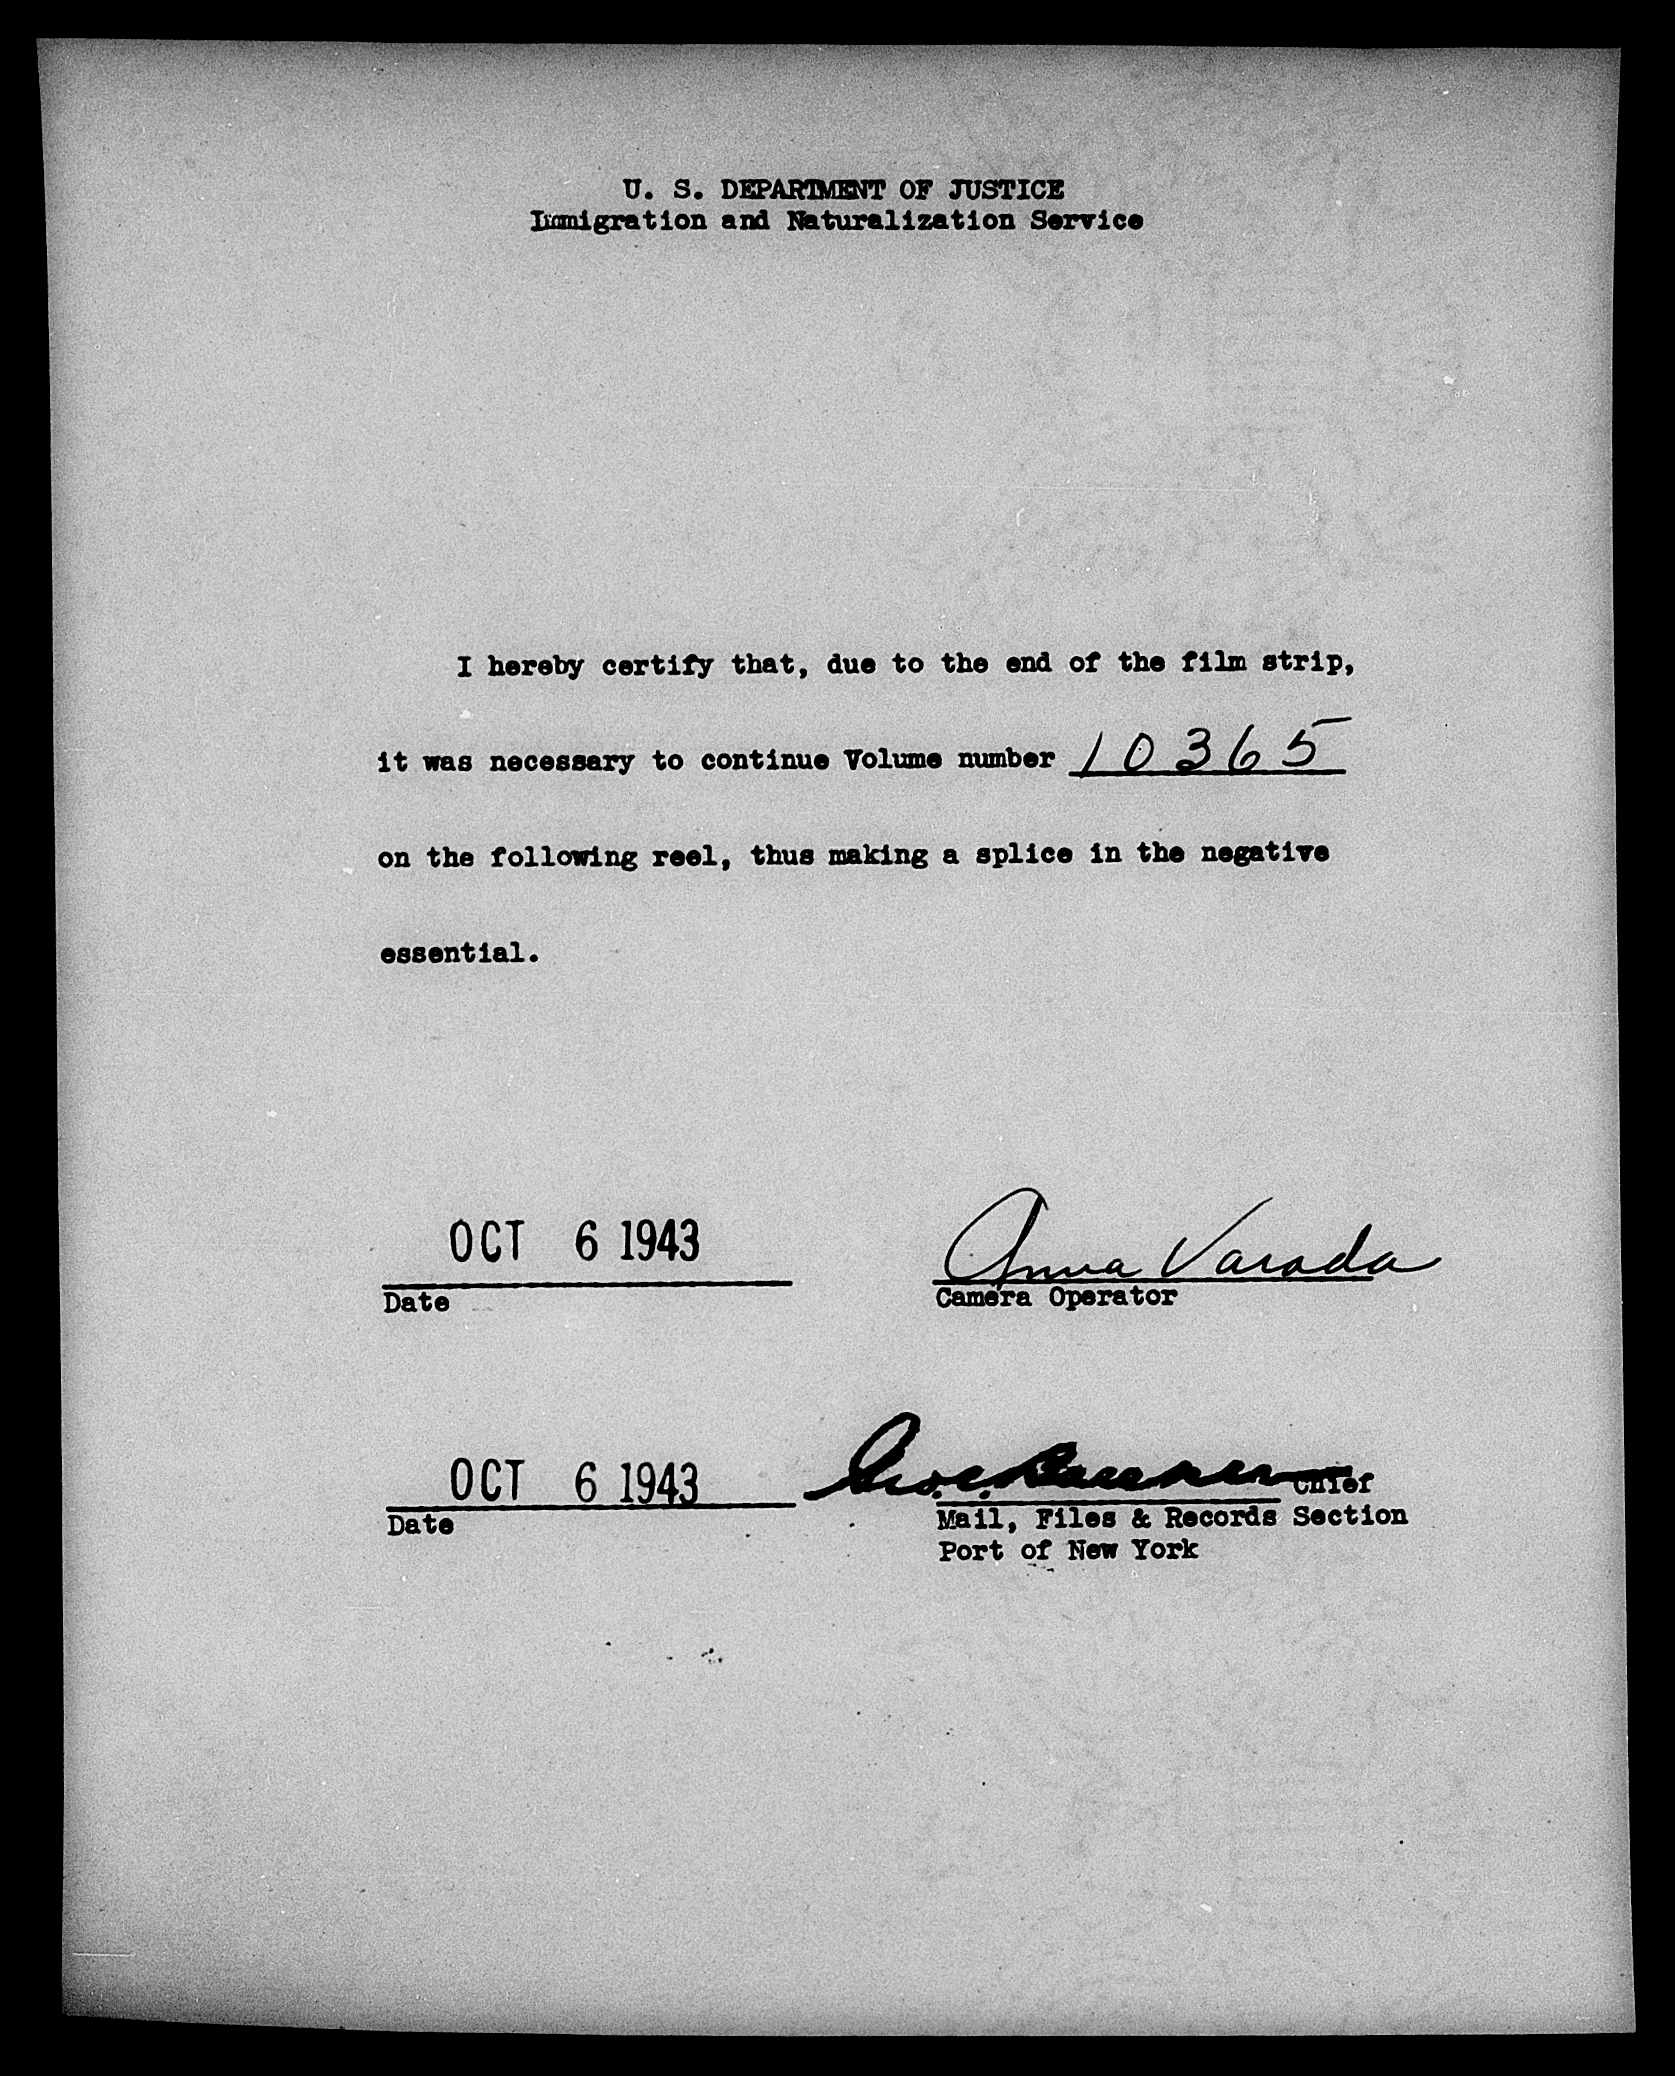 U. S. DEPARTMENT OF JUSTICE
Immigration and Naturalization Service
I hereby certify that, due to the end of the film strip,
it was necessary to continue Volume number 10365
on the following reel, thus making a splice in the negative
essential.
OCT 6 1943
Date
Anna Varada
Camera Operator
OCT 6 1943
Date
Chief
Mail, Files & Records Section
Port of New York